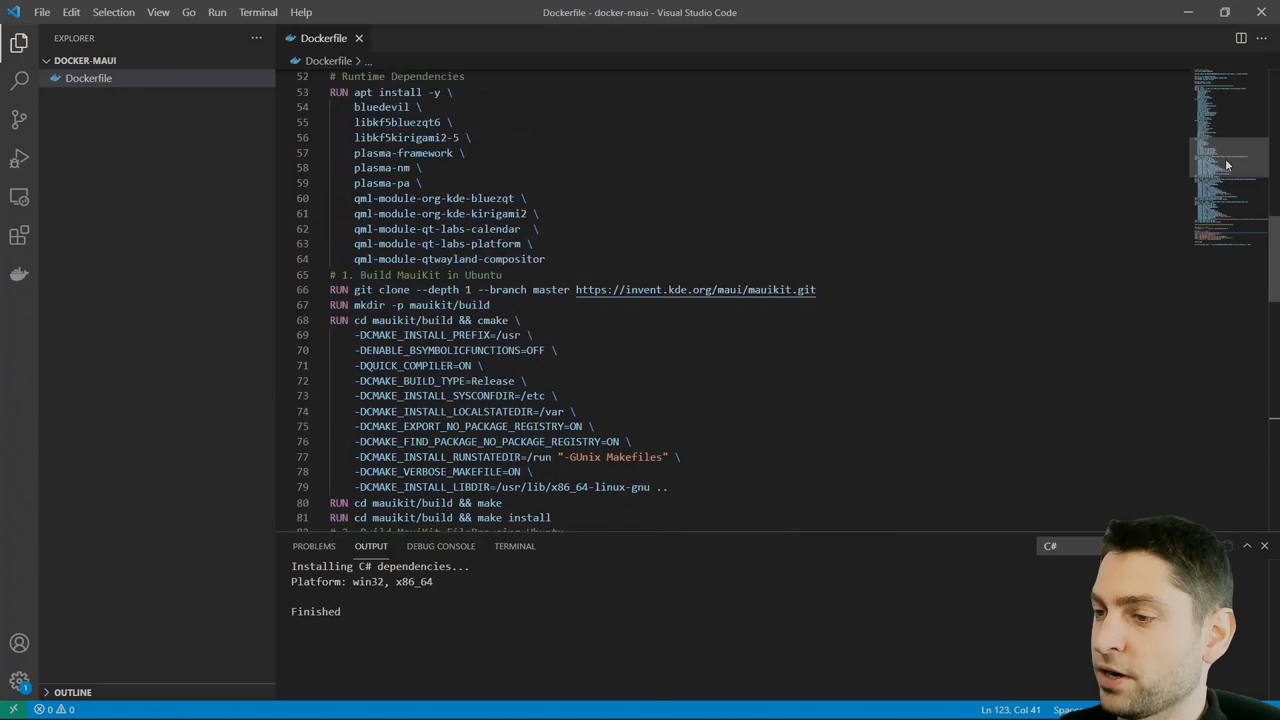 File Edit Selection View Go Run Terminal Help
Dockerfile - docker-maui - Visual Studio Code
EXPLORER
DOCKER-MAUI
Dockerfile
OUTLINE
Dockerfile
Dockerfile > ...
52 # Runtime Dependencies
53 RUN apt install -y \
54 bluedevil \
55 libkf5bluezqt6 \
56 libkf5kirigami2-5 \
57 plasma-framework \
58 plasma-nm \
59 plasma-pa \
60 qml-module-org-kde-bluezqt \
61 qml-module-org-kde-kirigami2 \
62 qml-module-qt-labs-calendar \
63 qml-module-qt-labs-platform \
64 qml-module-qtwayland-compositor
65 # 1. Build MauiKit in Ubuntu
66 RUN git clone --depth 1 --branch master https://invent.kde.org/maui/mauikit.git
67 RUN mkdir -p mauikit/build
68 RUN cd mauikit/build && cmake \
69 -DCMAKE_INSTALL_PREFIX=/usr \
70 -DENABLE_BSYMBOLICFUNCTIONS=OFF \
71 -DQUICK_COMPILER=ON \
72 -DCMAKE_BUILD_TYPE=Release \
73 -DCMAKE_INSTALL_SYSCONFDIR=/etc \
74 -DCMAKE_INSTALL_LOCALSTATEDIR=/var \
75 -DCMAKE_EXPORT_NO_PACKAGE_REGISTRY=ON \
76 -DCMAKE_FIND_PACKAGE_NO_PACKAGE_REGISTRY=ON \
77 -DCMAKE_INSTALL_RUNSTATEDIR=/run "-GUnix Makefiles" \
78 -DCMAKE_VERBOSE_MAKEFILE=ON \
79 -DCMAKE_INSTALL_LIBDIR=/usr/lib/x86_64-linux-gnu ..
80 RUN cd mauikit/build && make
81 RUN cd mauikit/build && make install
PROBLEMS OUTPUT DEBUG CONSOLE TERMINAL
C#
Installing C# dependencies...
Platform: win32, x86_64
Finished
1
0 0
Ln 123, Col 41